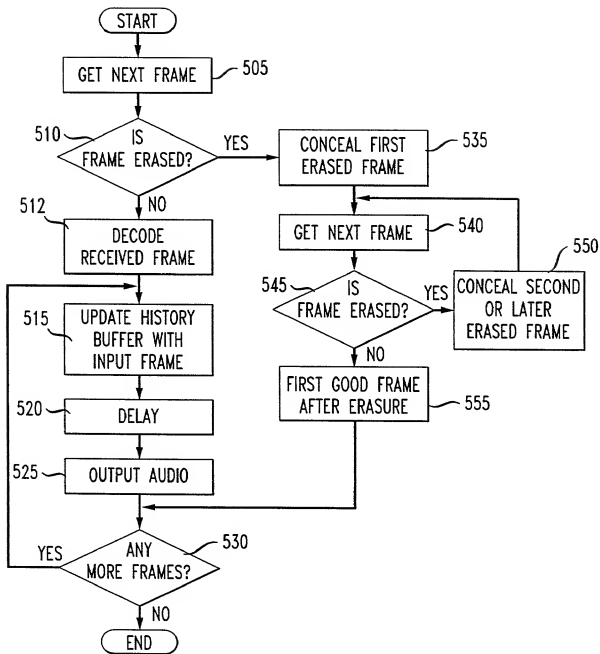 START
GET NEXT FRAME
505
510
IS
FRAME ERASED?
YES
NO
CONCEAL FIRST
ERASED FRAME
535
512
DECODE
RECEIVED FRAME
GET NEXT FRAME
540
545
IS
FRAME ERASED?
YES
NO
550
CONCEAL SECOND
OR LATER
ERASED FRAME
515
UPDATE HISTORY
BUFFER WITH
INPUT FRAME
FIRST GOOD FRAME
AFTER ERASURE
555
520
DELAY
525
OUTPUT AUDIO
530
ANY
MORE FRAMES?
YES
NO
END